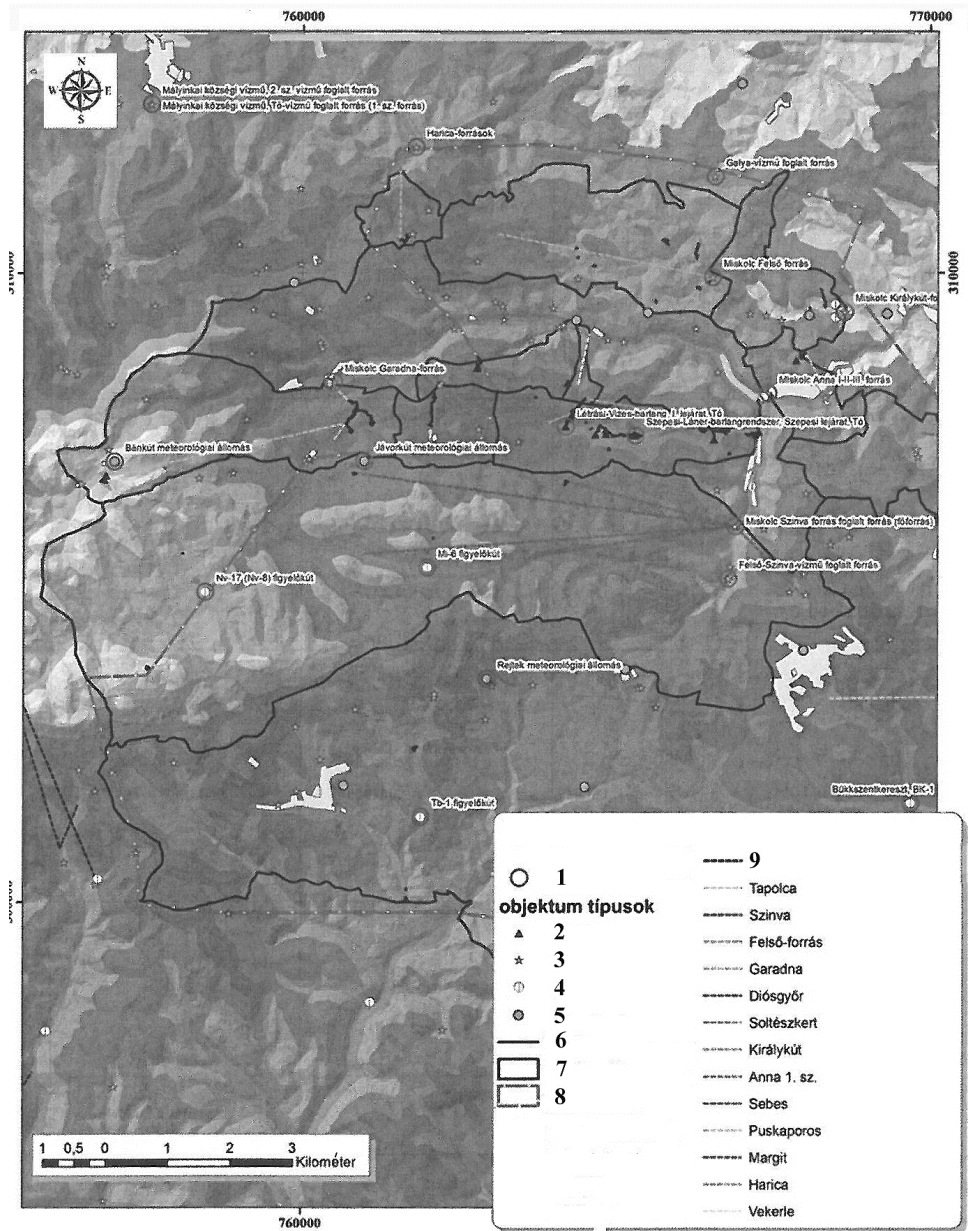 760000
770000
N
W E
S
Mályinkai községi vízmű, 2. sz. vízmű foglalt forrás
Mályinkai községi vízmű, Tó-vízmű foglalt forrás (1. sz. forrás)
Harica-források
Galya-vízmű foglalt forrás
310000
310000
Miskolc Felső forrás
Miskolc Királykút-fo
Miskolc Garadna-forrás
Miskolc Anna I-II-III. forrás
Létrási-Vizes-barlang, I. lejárat, Tó
Szepesi-Láner-barlangrendszer, Szepesi lejárat, Tó
Bánkút meteorológiai állomás
Jávorkút meteorológiai állomás
Miskolc Szinva forrás foglalt forrás (főforrás)
Mi-6 figyelőkút
Felső-Szinva-vízmű foglalt forrás
Nv-17 (Nv-8) figyelőkút
Rejtek meteorológiai állomás
Tb-1 figyelőkút
Bükkszentkereszt, BK-1
1
objektum típusok
2
3
4
5
6
7
8
9
Tapolca
Szinva
Felső-forrás
Garadna
Diósgyőr
Soltészkert
Királykút
Anna 1. sz.
Sebes
Puskaporos
Margit
Harica
Vekerle
1 0,5 0 1 2 3
Kilométer
760000